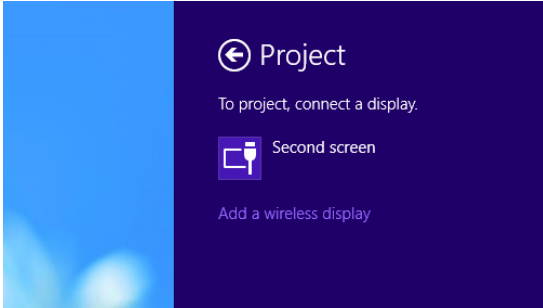 Project
To project, connect a display.
Second screen
Add a wireless display